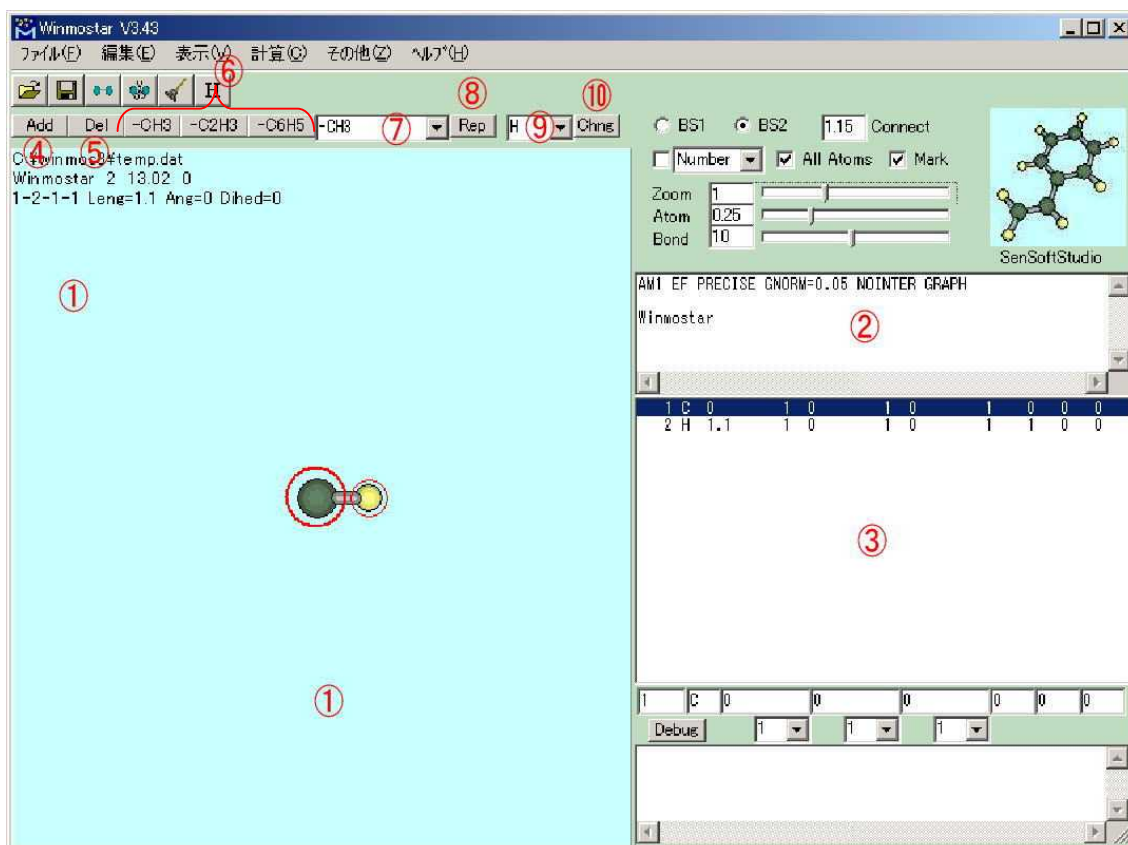 Winmostar V3.43
ファイル(F) 編集(E) 表示(V) 計算(C) その他(Z) ヘルプ(H)
⑥
H
⑧ ⑩
Add Del -CH3 -C2H3 -C6H5 -CH3 ⑦ Rep H ⑨ Chng
BS1 BS2 1.15 Connect
④ ⑤
C:¥winmos3¥temp.dat
Number All Atoms Mark
Winmostar 2 13.02 0
1-2-1-1 Leng=1.1 Ang=0 Dihed=0
Zoom 1
Atom 0.25
Bond 10
SenSoftStudio
①
AM1 EF PRECISE GNORM=0.05 NOINTER GRAPH
Winmostar
②
1 C 0 1 0 1 0 1 0 0 0
2 H 1.1 1 0 1 0 1 1 0 0
③
①
1 C 0 0 0 0 0 0
Debug 1 1 1